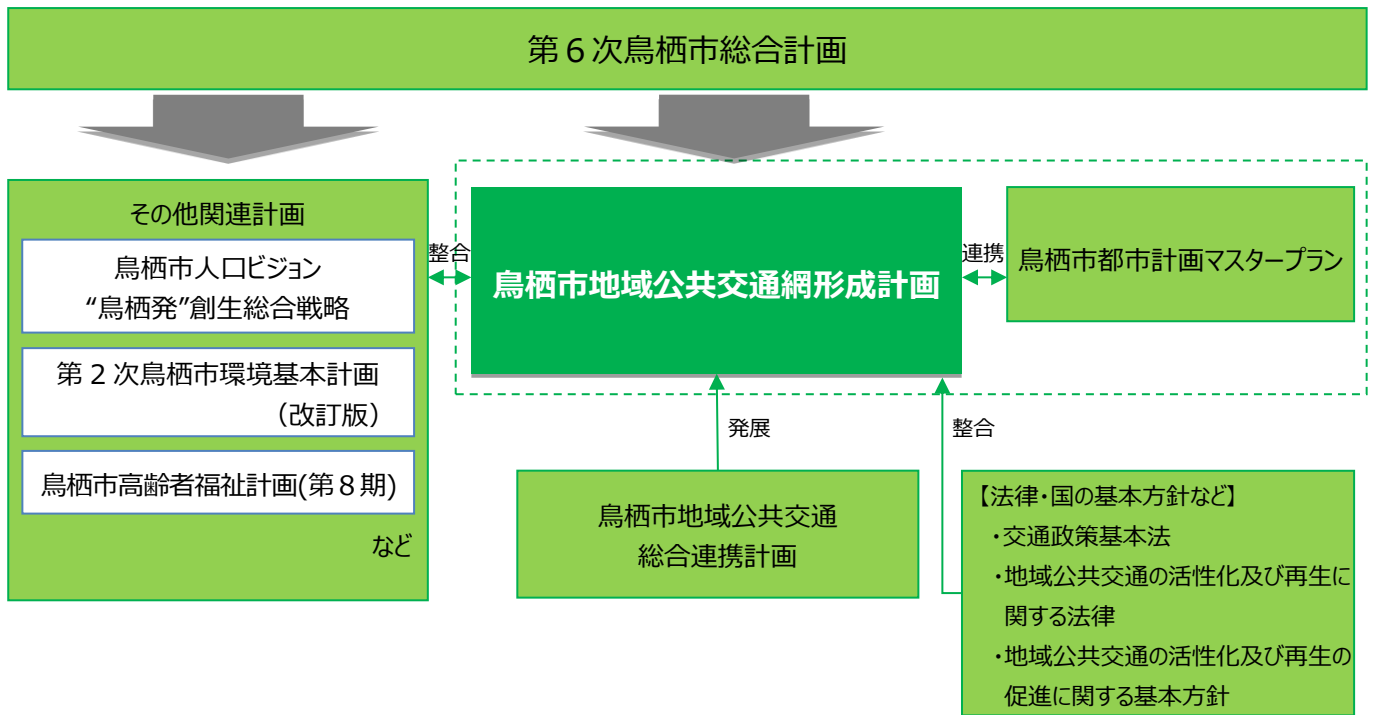 第６次鳥栖市総合計画
その他関連計画
鳥栖市人口ビジョン
“鳥栖発”創生総合戦略
第２次鳥栖市環境基本計画
（改訂版）
鳥栖市高齢者福祉計画(第８期)
など
整合
鳥栖市地域公共交通網形成計画
連携
鳥栖市都市計画マスタープラン
発展
整合
鳥栖市地域公共交通
総合連携計画
【法律・国の基本方針など】
・交通政策基本法
・地域公共交通の活性化及び再生に
関する法律
・地域公共交通の活性化及び再生の
促進に関する基本方針